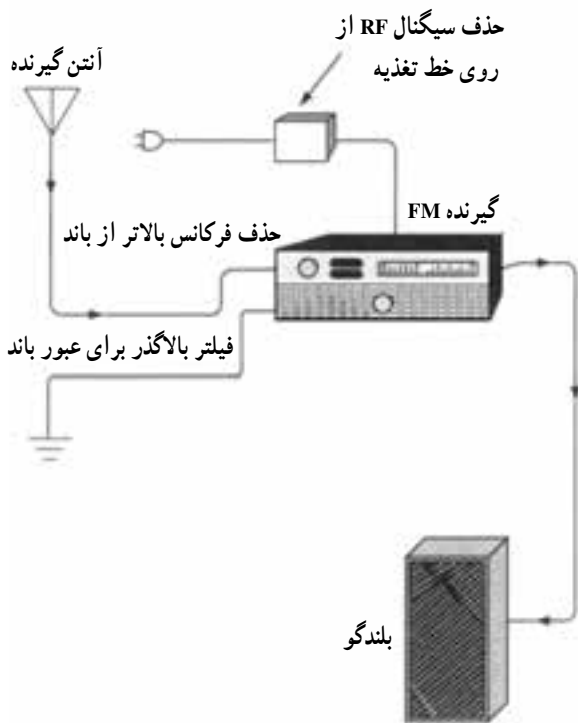 حذف سیگنال RF از
روی خط تغذیه
آنتن گیرنده
گیرنده FM
حذف فرکانس بالاتر از باند
فیلتر بالاگذر برای عبور باند
بلندگو